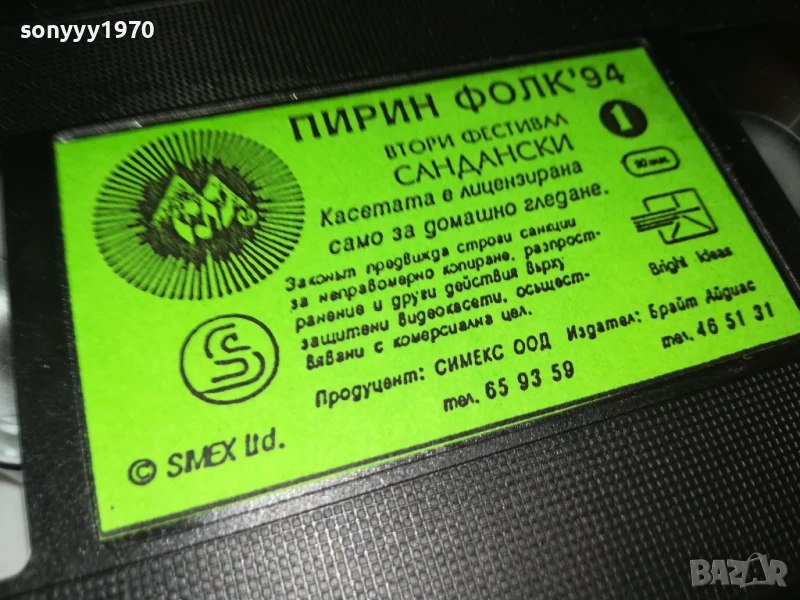 sonyyy1970
ПИРИН ФОЛК'94
ВТОРИ ФЕСТИВАЛ
САНДАНСКИ
1
Касетата е лицензирана
само за домашно гледане.
Законът предвижда строги санкции
за неправомерно копиране, разпрост-
ранение и други действия върху
защитени видеокасети, осъщест-
вявани с комерсиална цел.
Bright Ideas
Продуцент: СИМЕКС ООД Издател: Брайт Айдиас
тел. 65 93 59 тел. 46 51 31
S
© SIMEX Ltd.
BAZAR